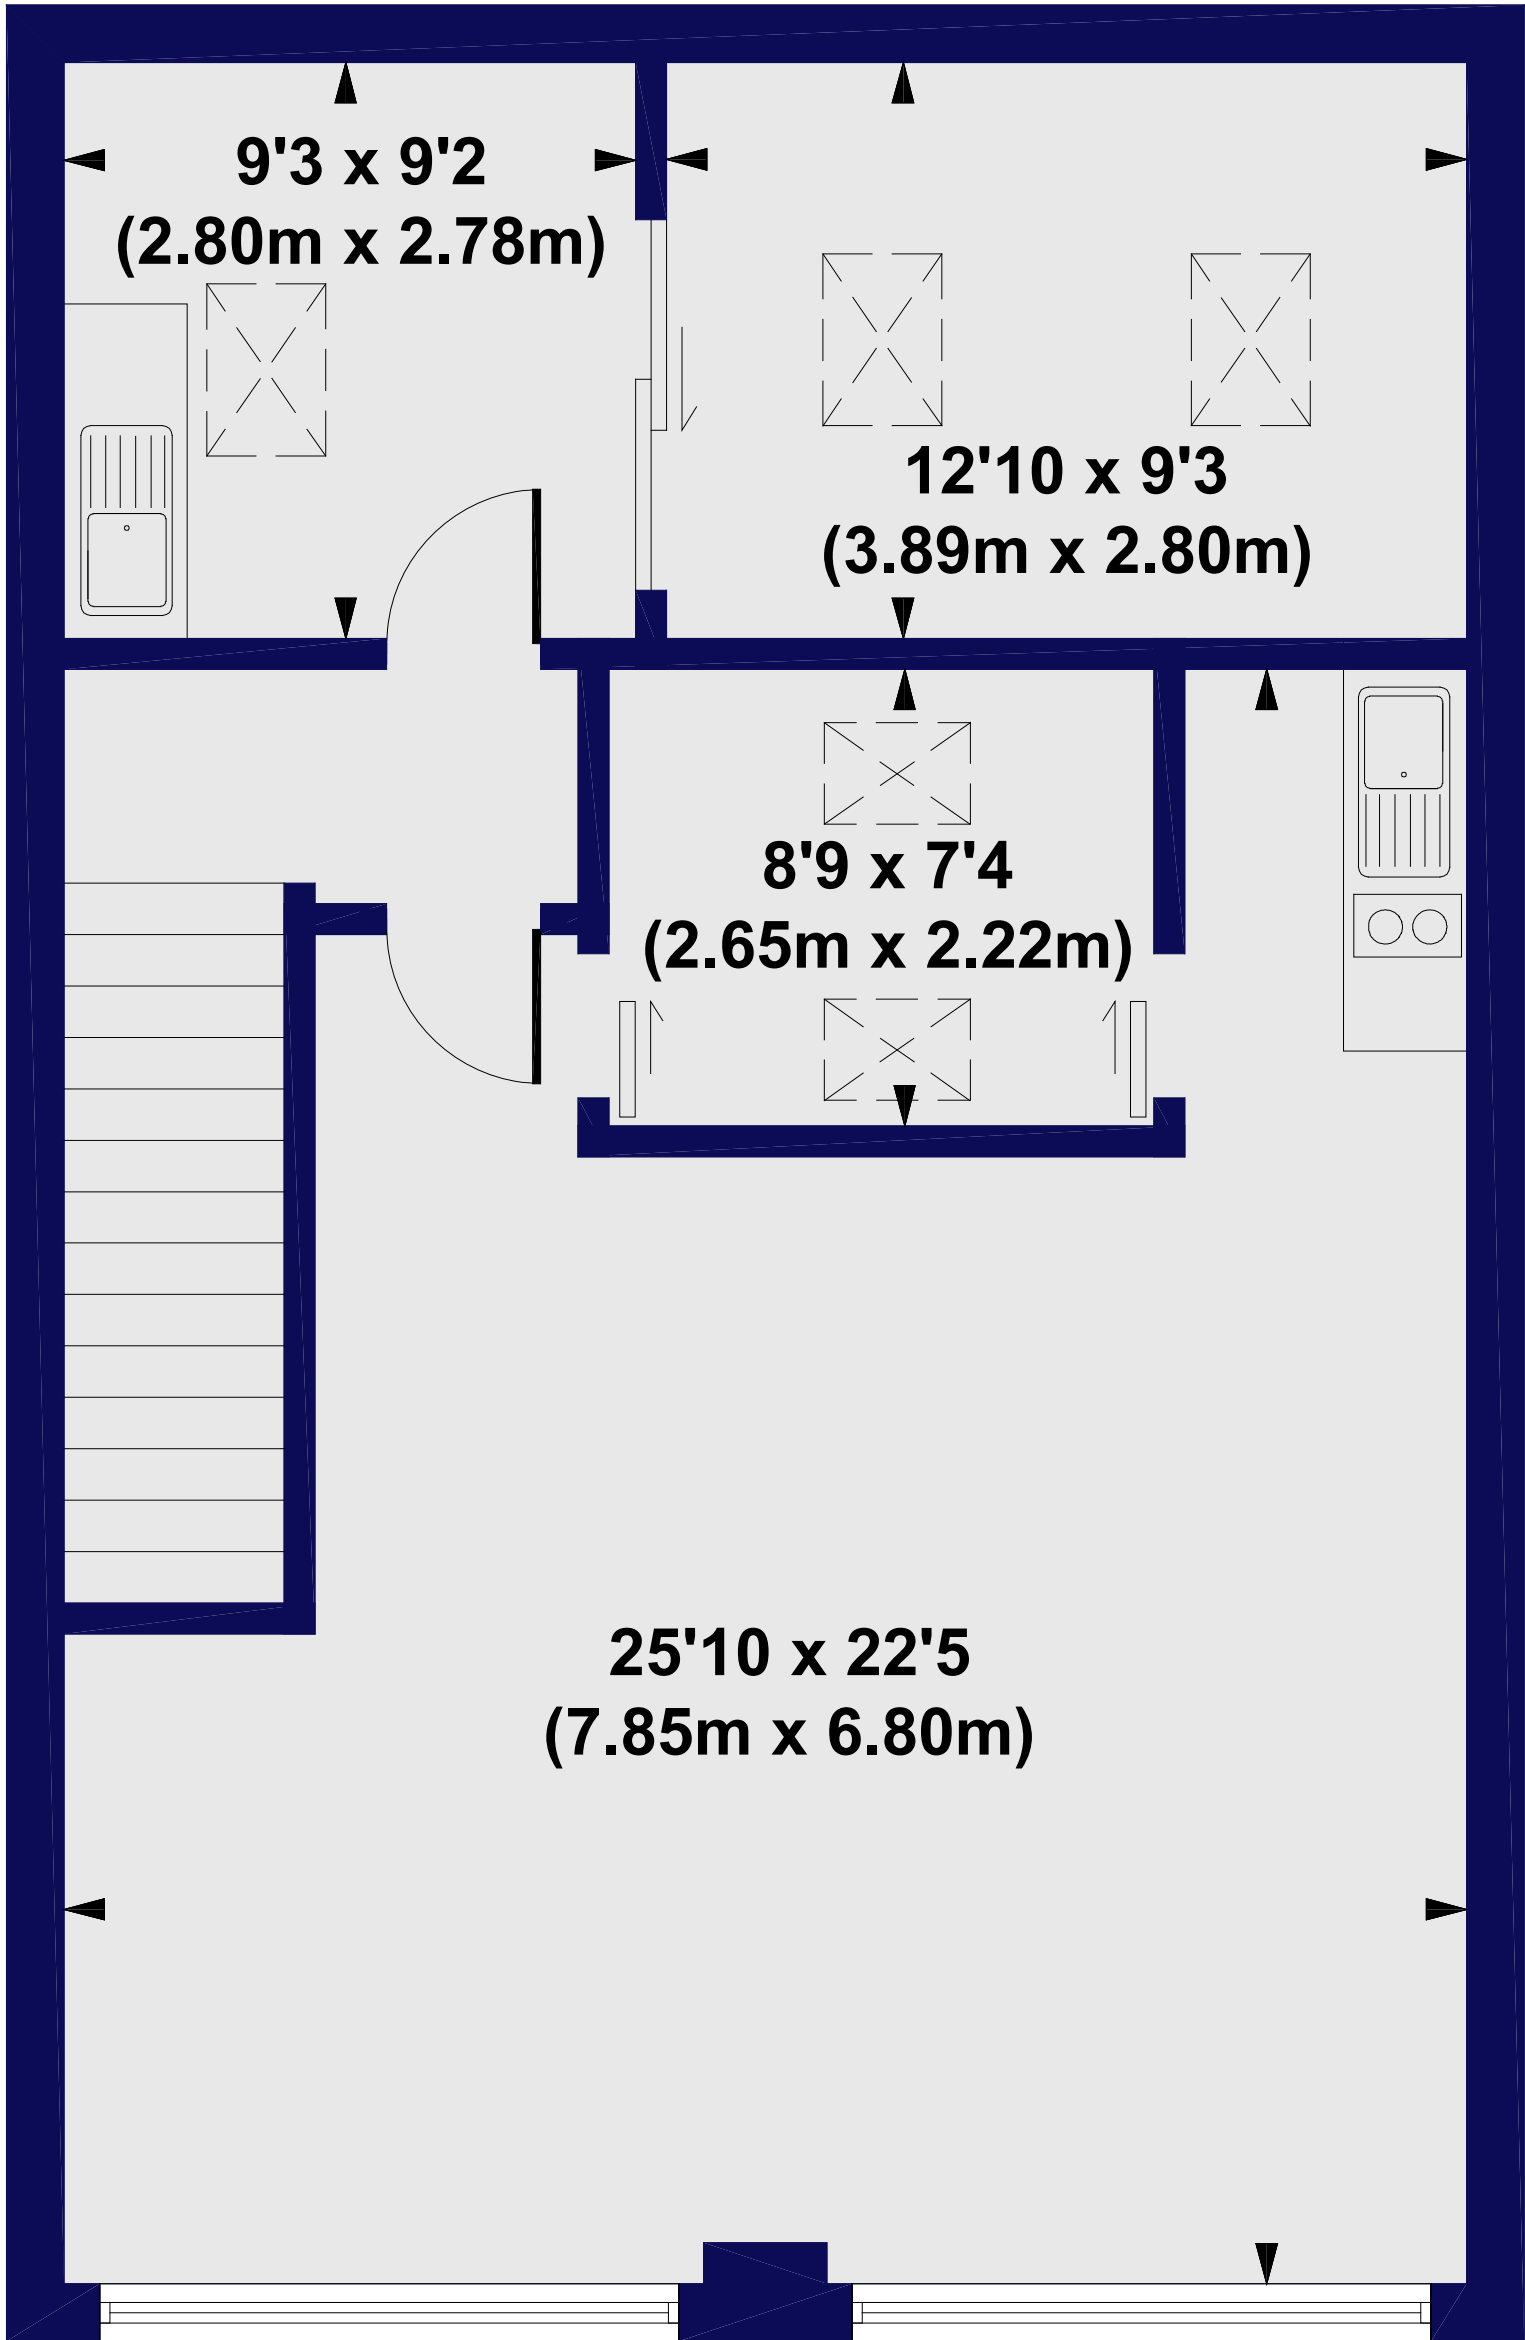 9'3 x 9'2
(2.80m x 2.78m)
12'10 x 9'3
(3.89m x 2.80m)
8'9 x 7'4
(2.65m x 2.22m)
25'10 x 22'5
(7.85m x 6.80m)